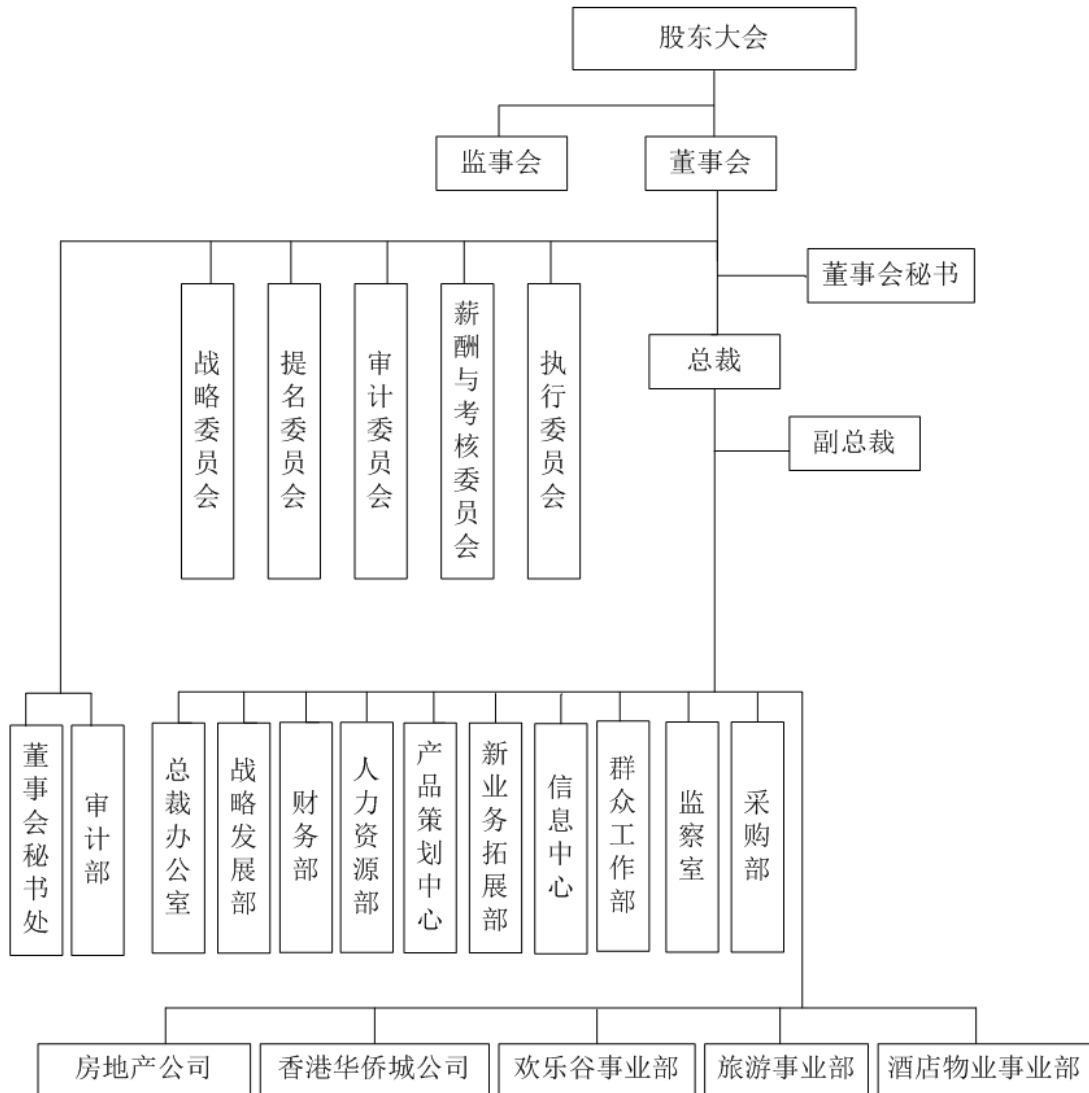 股东大会
监事会
董事会
董事会秘书
总裁
副总裁
战略委员会
提名委员会
审计委员会
薪酬与考核委员会
执行委员会
董事会秘书处
审计部
总裁办公室
战略发展部
财务部
人力资源部
产品策划中心
新业务拓展部
信息中心
群众工作部
监察室
采购部
房地产公司
香港华侨城公司
欢乐谷事业部
旅游事业部
酒店物业事业部